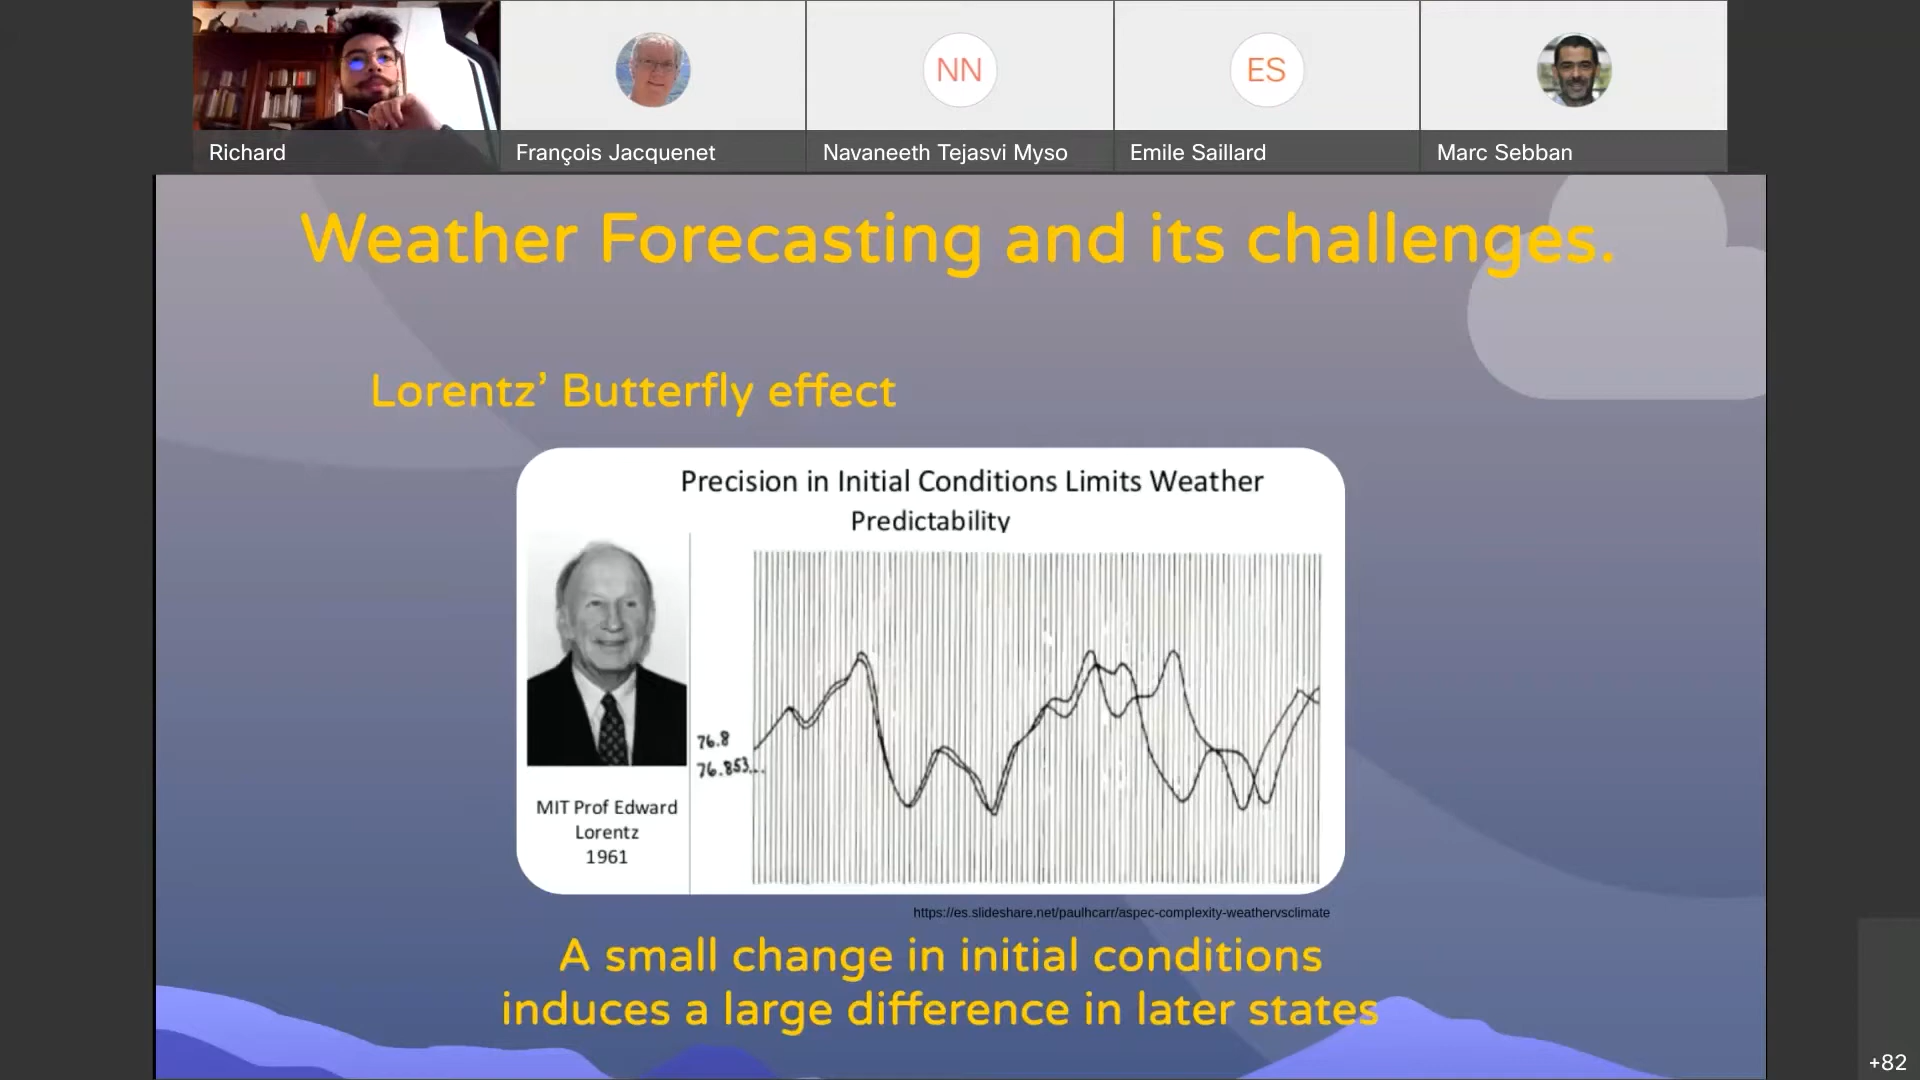 Richard
François Jacquenet
NN
Navaneeth Tejasvi Myso
ES
Emile Saillard
Marc Sebban
Weather Forecasting and its challenges.
Lorentz’ Butterfly effect
Precision in Initial Conditions Limits Weather
Predictability
76.8
76.853...
MIT Prof Edward
Lorentz
1961
https://es.slideshare.net/paulhcarr/aspec-complexity-weathervsclimate
A small change in initial conditions
induces a large difference in later states
+82